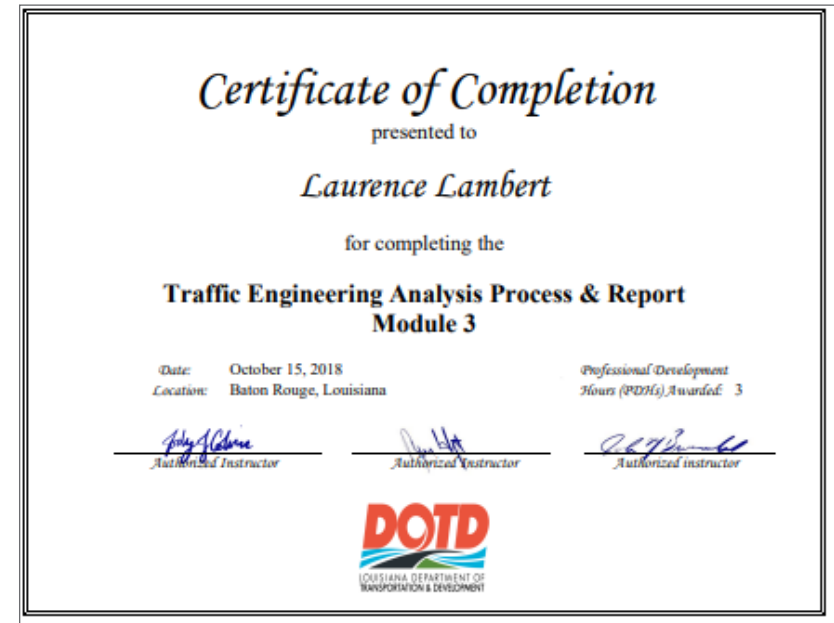 Certificate of Completion
presented to
Laurence Lambert
for completing the
Traffic Engineering Analysis Process & Report
Module 3
Date: October 15, 2018
Location: Baton Rouge, Louisiana
Professional Development
Hours (PDHs) Awarded: 3
Authorized Instructor
Authorized Instructor
Authorized instructor
DOTD
LOUISIANA DEPARTMENT OF
TRANSPORTATION & DEVELOPMENT